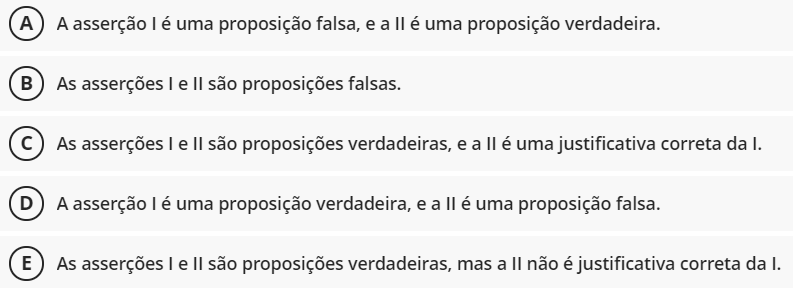 A A asserção I é uma proposição falsa, e a II é uma proposição verdadeira.
B As asserções I e II são proposições falsas.
C As asserções I e II são proposições verdadeiras, e a II é uma justificativa correta da I.
D A asserção I é uma proposição verdadeira, e a II é uma proposição falsa.
E As asserções I e II são proposições verdadeiras, mas a II não é justificativa correta da I.